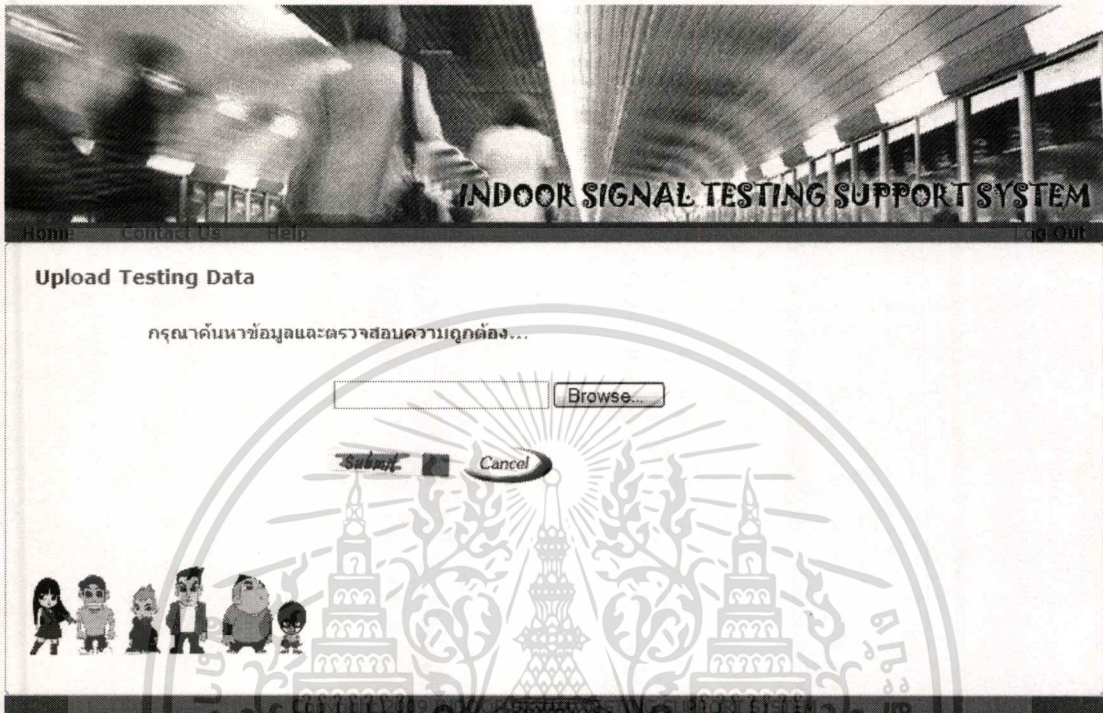 INDOOR SIGNAL TESTING SUPPORT SYSTEM
Home Contact Us Help Log Out
Upload Testing Data
กรุณาค้นหาข้อมูลและตรวจสอบความถูกต้อง...
Browse...
Submit Cancel